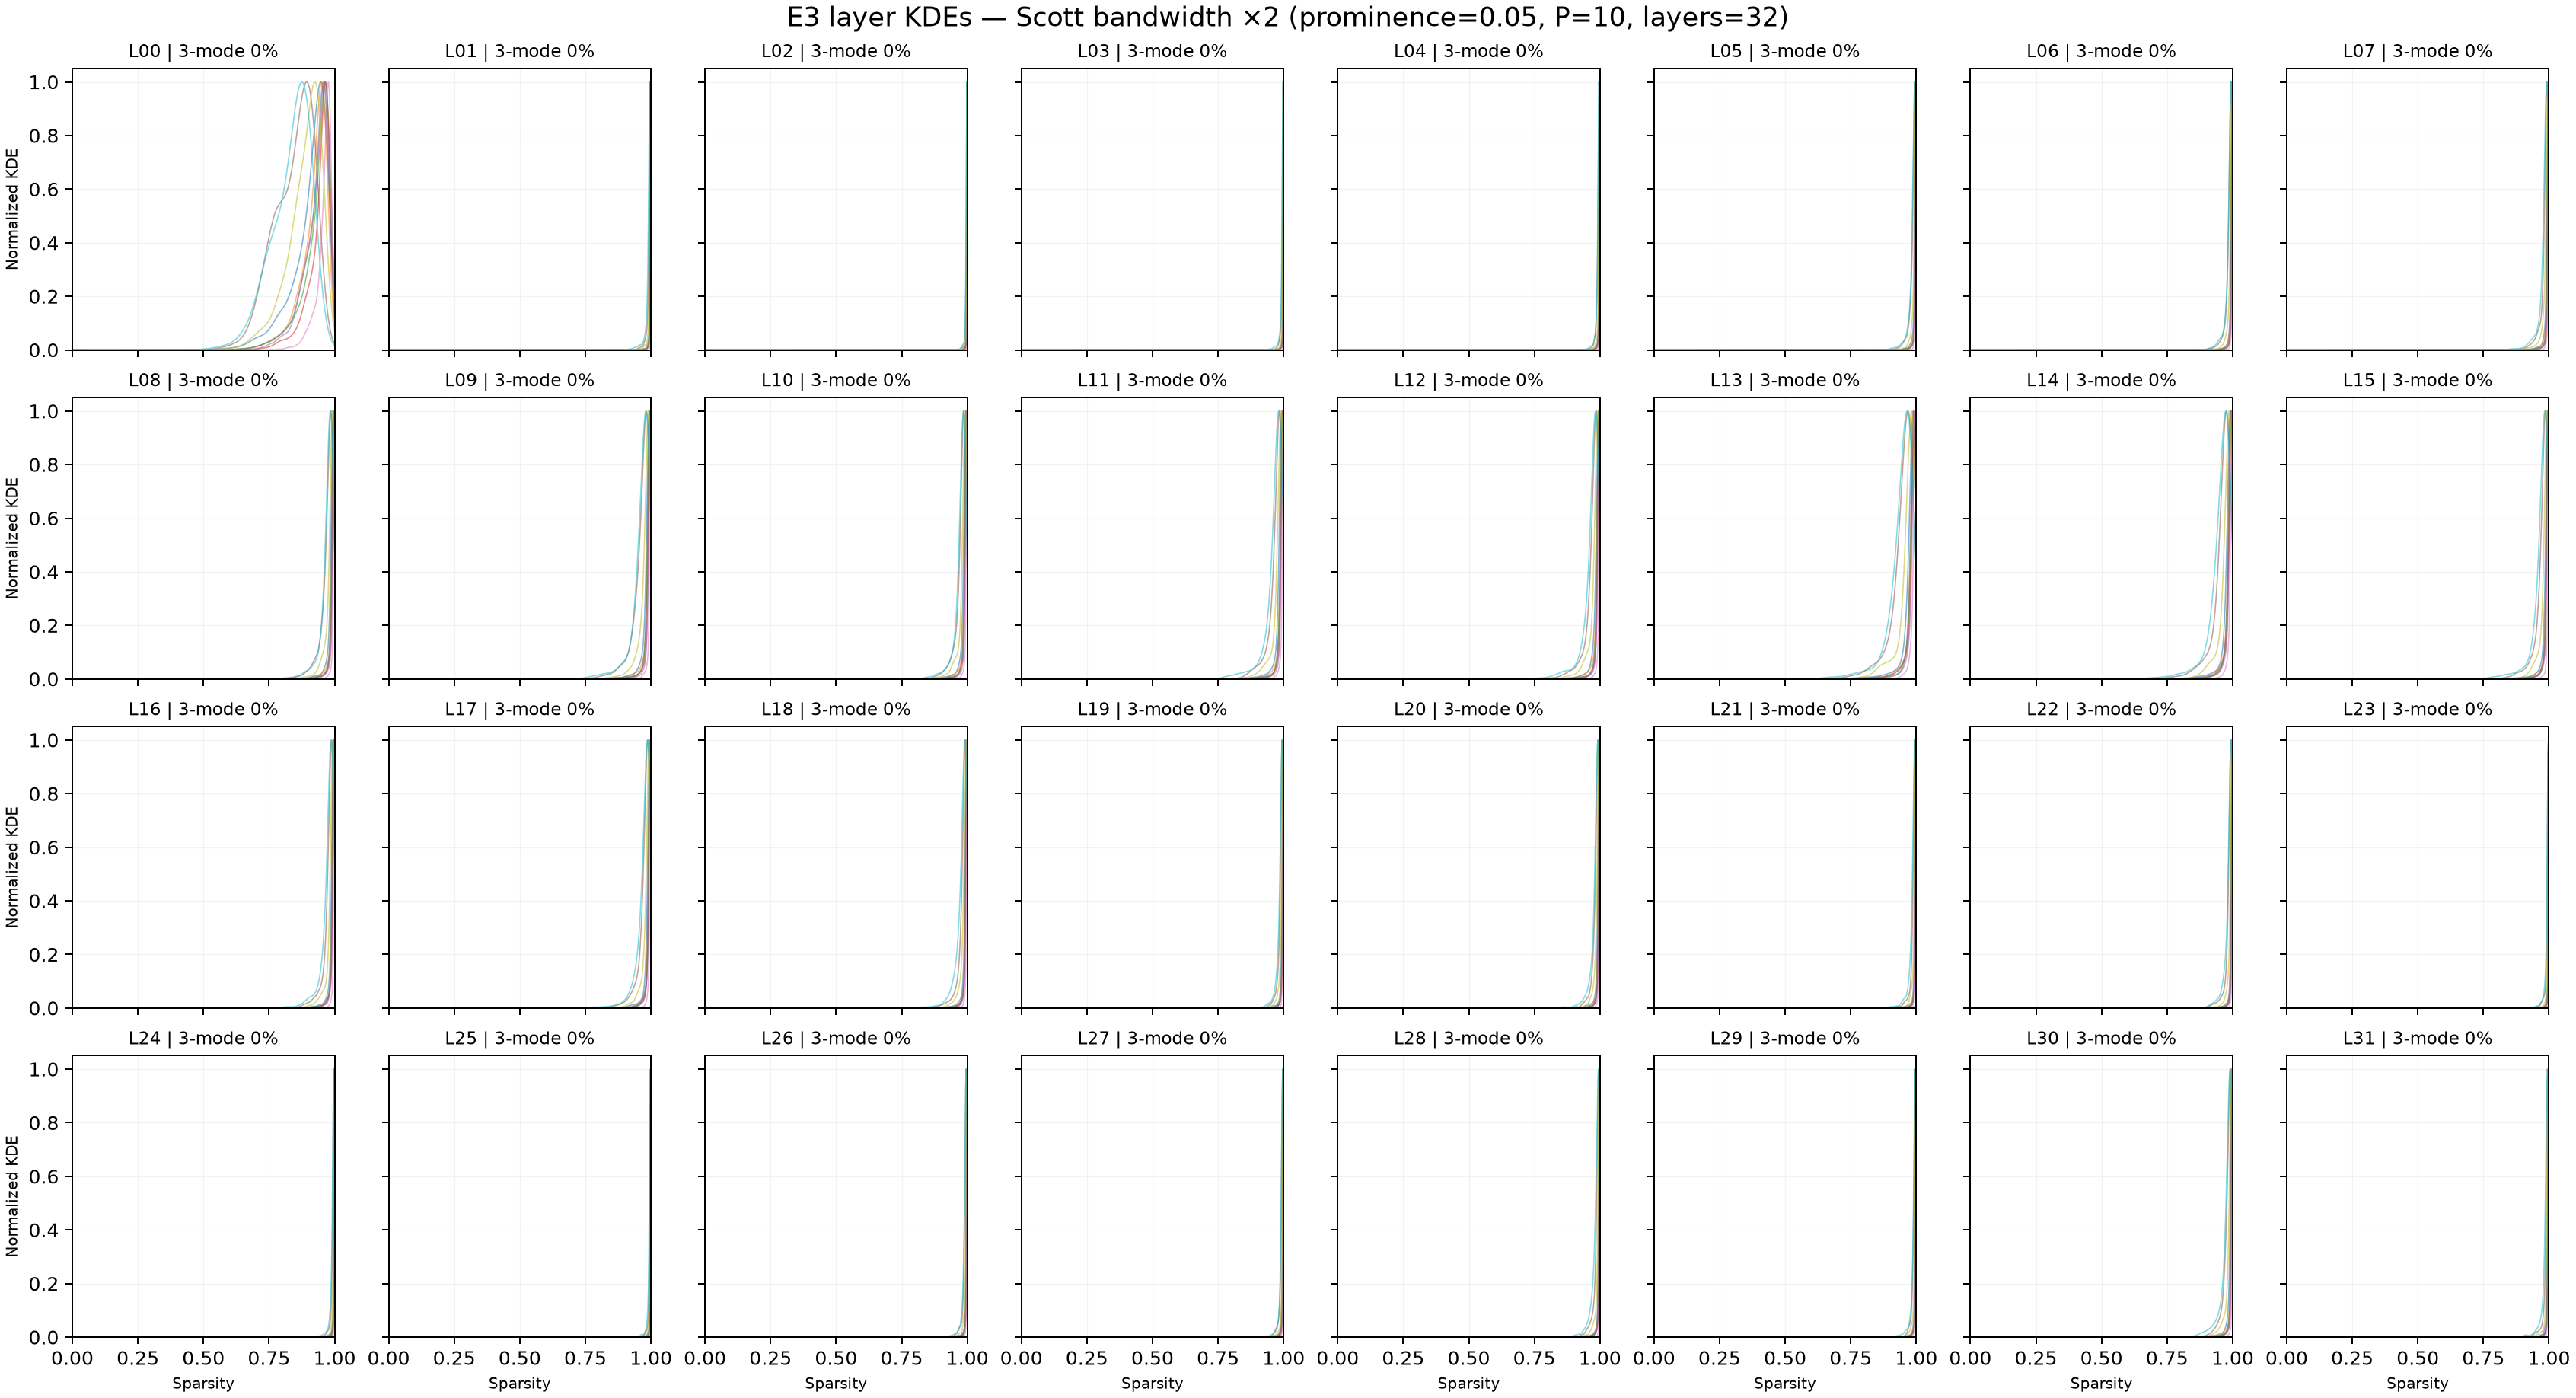 E3 layer KDEs — Scott bandwidth ×2 (prominence=0.05, P=10, layers=32)
L00 | 3-mode 0% L01 | 3-mode 0% L02 | 3-mode 0% L03 | 3-mode 0% L04 | 3-mode 0% L05 | 3-mode 0% L06 | 3-mode 0% L07 | 3-mode 0%
1.0
0.8
0.6
0.4
0.2
0.0
Normalized KDE
L08 | 3-mode 0% L09 | 3-mode 0% L10 | 3-mode 0% L11 | 3-mode 0% L12 | 3-mode 0% L13 | 3-mode 0% L14 | 3-mode 0% L15 | 3-mode 0%
1.0
0.8
0.6
0.4
0.2
0.0
Normalized KDE
L16 | 3-mode 0% L17 | 3-mode 0% L18 | 3-mode 0% L19 | 3-mode 0% L20 | 3-mode 0% L21 | 3-mode 0% L22 | 3-mode 0% L23 | 3-mode 0%
1.0
0.8
0.6
0.4
0.2
0.0
Normalized KDE
L24 | 3-mode 0% L25 | 3-mode 0% L26 | 3-mode 0% L27 | 3-mode 0% L28 | 3-mode 0% L29 | 3-mode 0% L30 | 3-mode 0% L31 | 3-mode 0%
1.0
0.8
0.6
0.4
0.2
0.0
Normalized KDE
0.00 0.25 0.50 0.75 1.00 0.00 0.25 0.50 0.75 1.00 0.00 0.25 0.50 0.75 1.00 0.00 0.25 0.50 0.75 1.00 0.00 0.25 0.50 0.75 1.00 0.00 0.25 0.50 0.75 1.00 0.00 0.25 0.50 0.75 1.00 0.00 0.25 0.50 0.75 1.00
Sparsity Sparsity Sparsity Sparsity Sparsity Sparsity Sparsity Sparsity